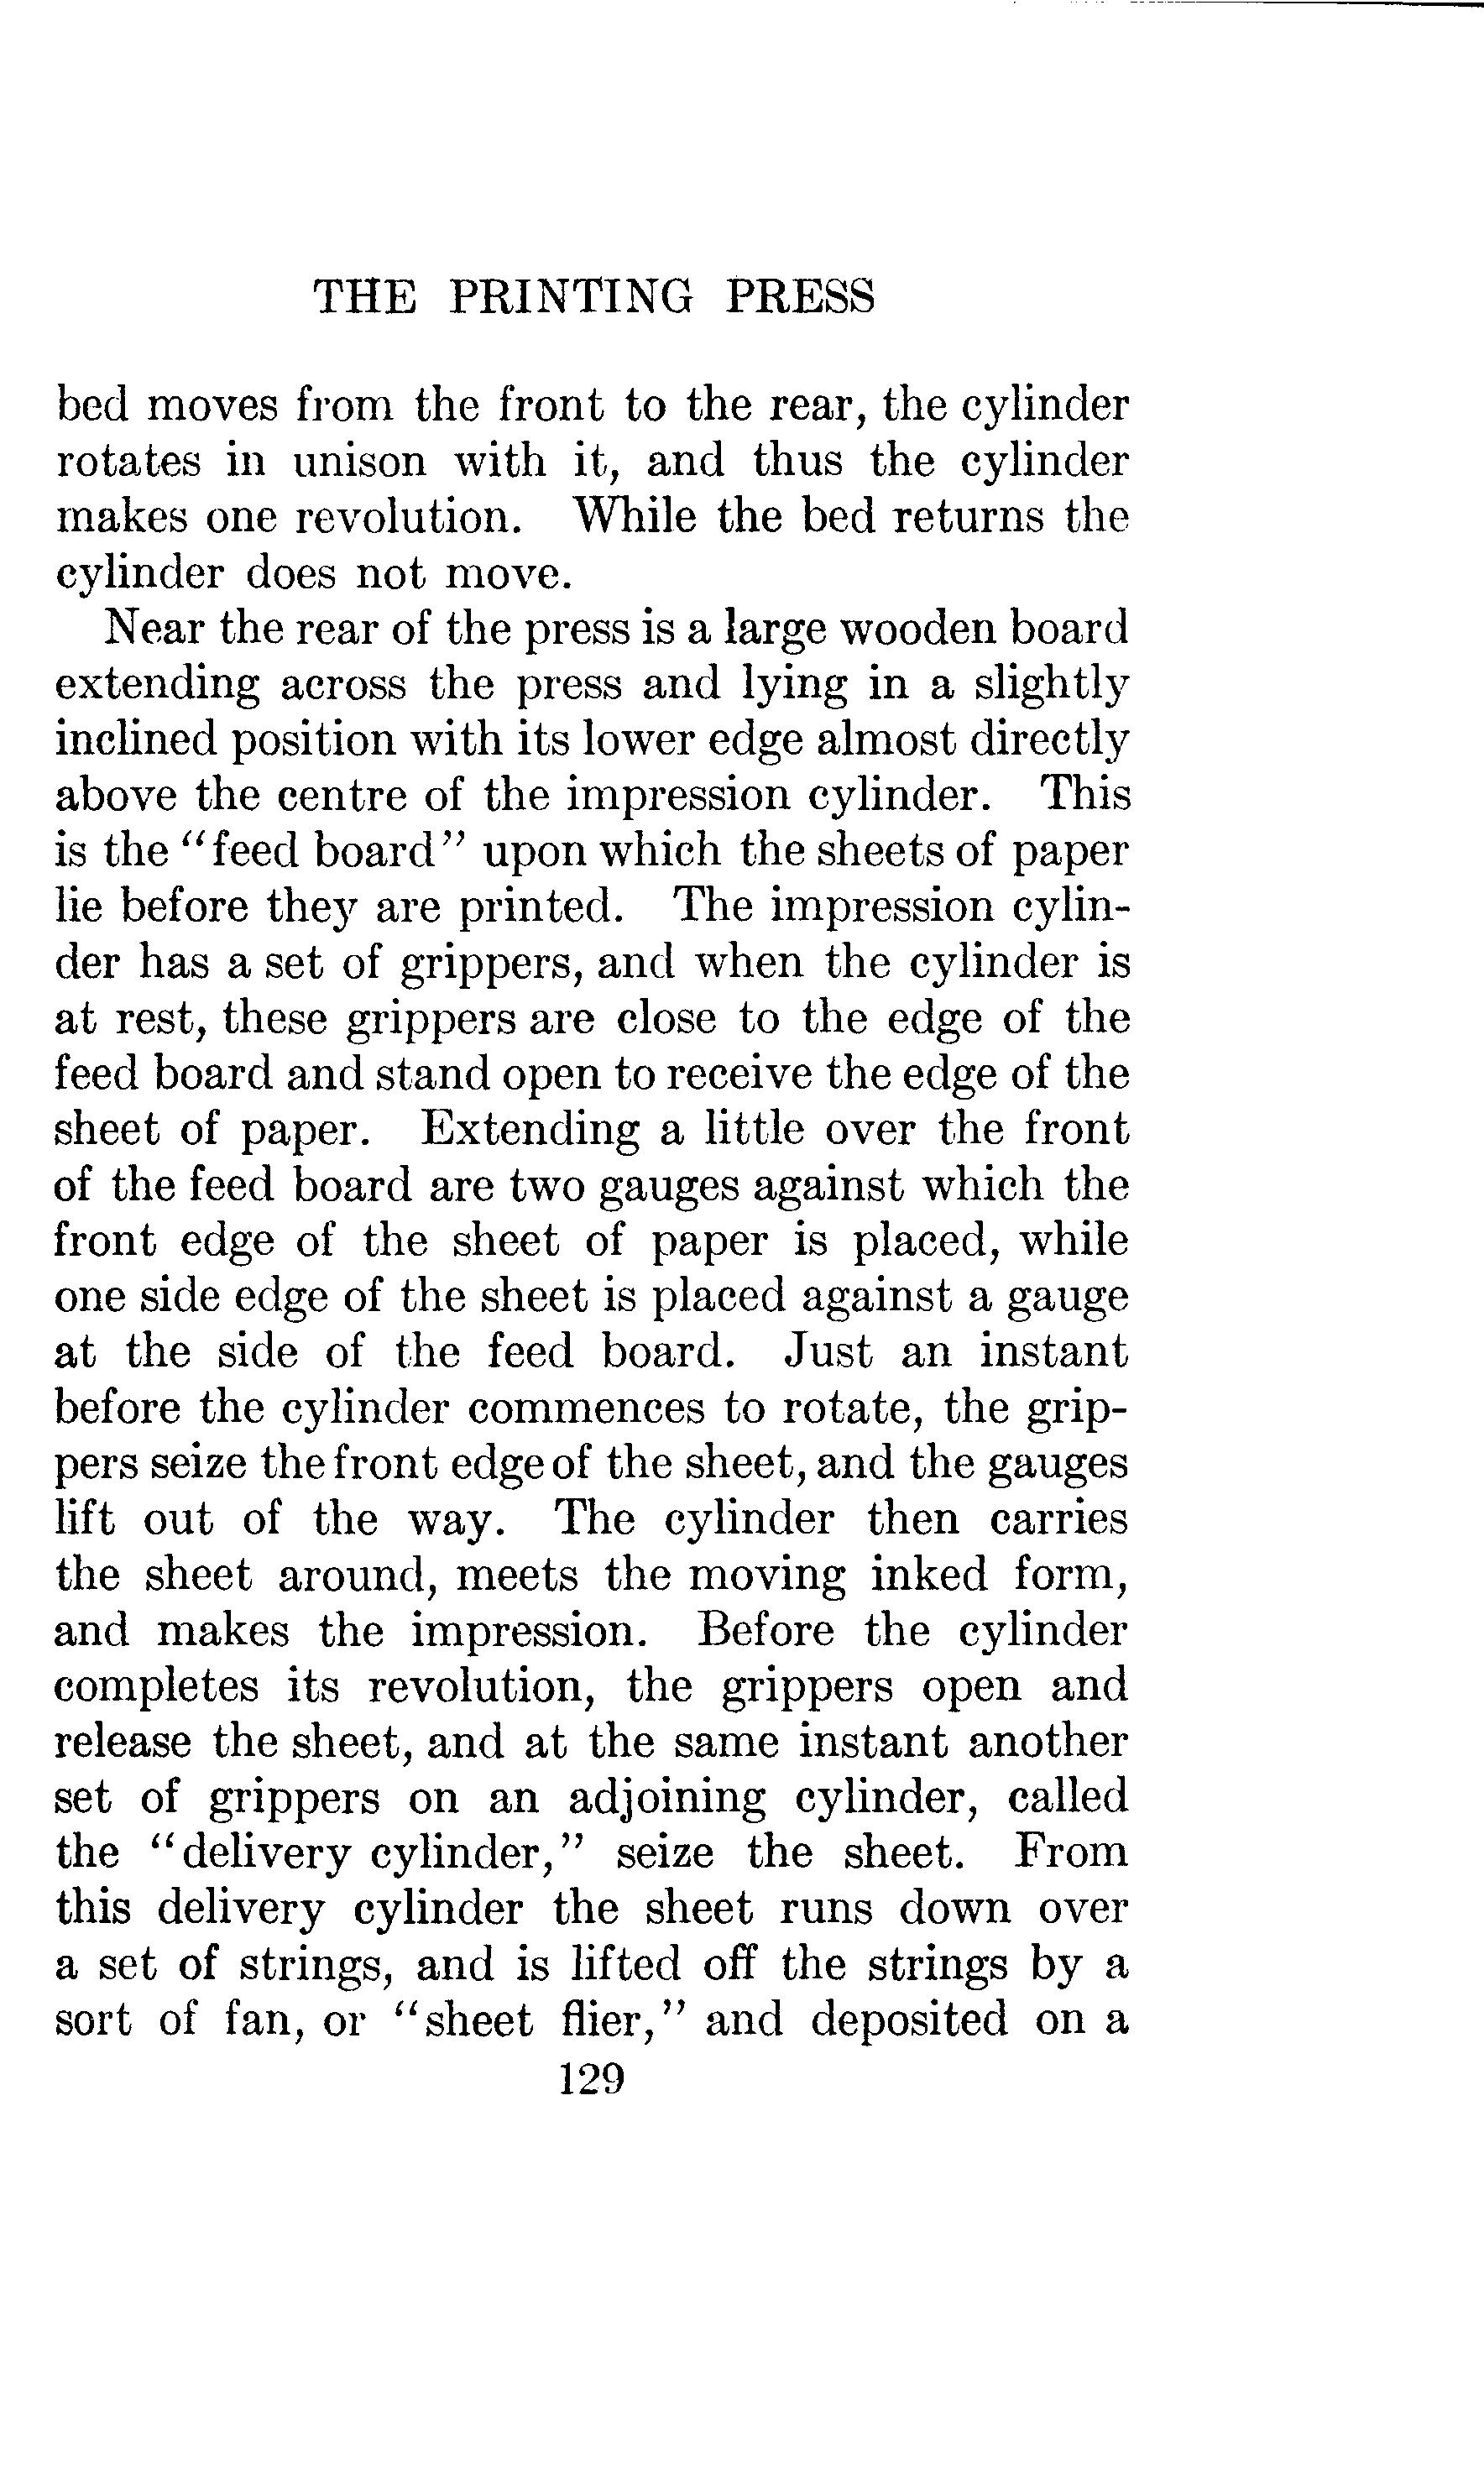 THE PRINTING PRESS
bed moves from the front to the rear, the cylinder
rotates in unison with it, and thus the cylinder
makes one revolution. While the bed returns the
cylinder does not move.
Near the rear of the press is a large wooden board
extending across the press and lying in a slightly
inclined position with its lower edge almost directly
above the centre of the impression cylinder. This
is the "feed board" upon which the sheets of paper
lie before they are printed. The impression cylin-
der has a set of grippers, and when the cylinder is
at rest, these grippers are close to the edge of the
feed board and stand open to receive the edge of the
sheet of paper. Extending a little over the front
of the feed board are two gauges against which the
front edge of the sheet of paper is placed, while
one side edge of the sheet is placed against a gauge
at the side of the feed board. Just an instant
before the cylinder commences to rotate, the grip-
pers seize the front edge of the sheet, and the gauges
lift out of the way. The cylinder then carries
the sheet around, meets the moving inked form,
and makes the impression. Before the cylinder
completes its revolution, the grippers open and
release the sheet, and at the same instant another
set of grippers on an adjoining cylinder, called
the "delivery cylinder," seize the sheet. From
this delivery cylinder the sheet runs down over
a set of strings, and is lifted off the strings by a
sort of fan, or "sheet flier," and deposited on a
129